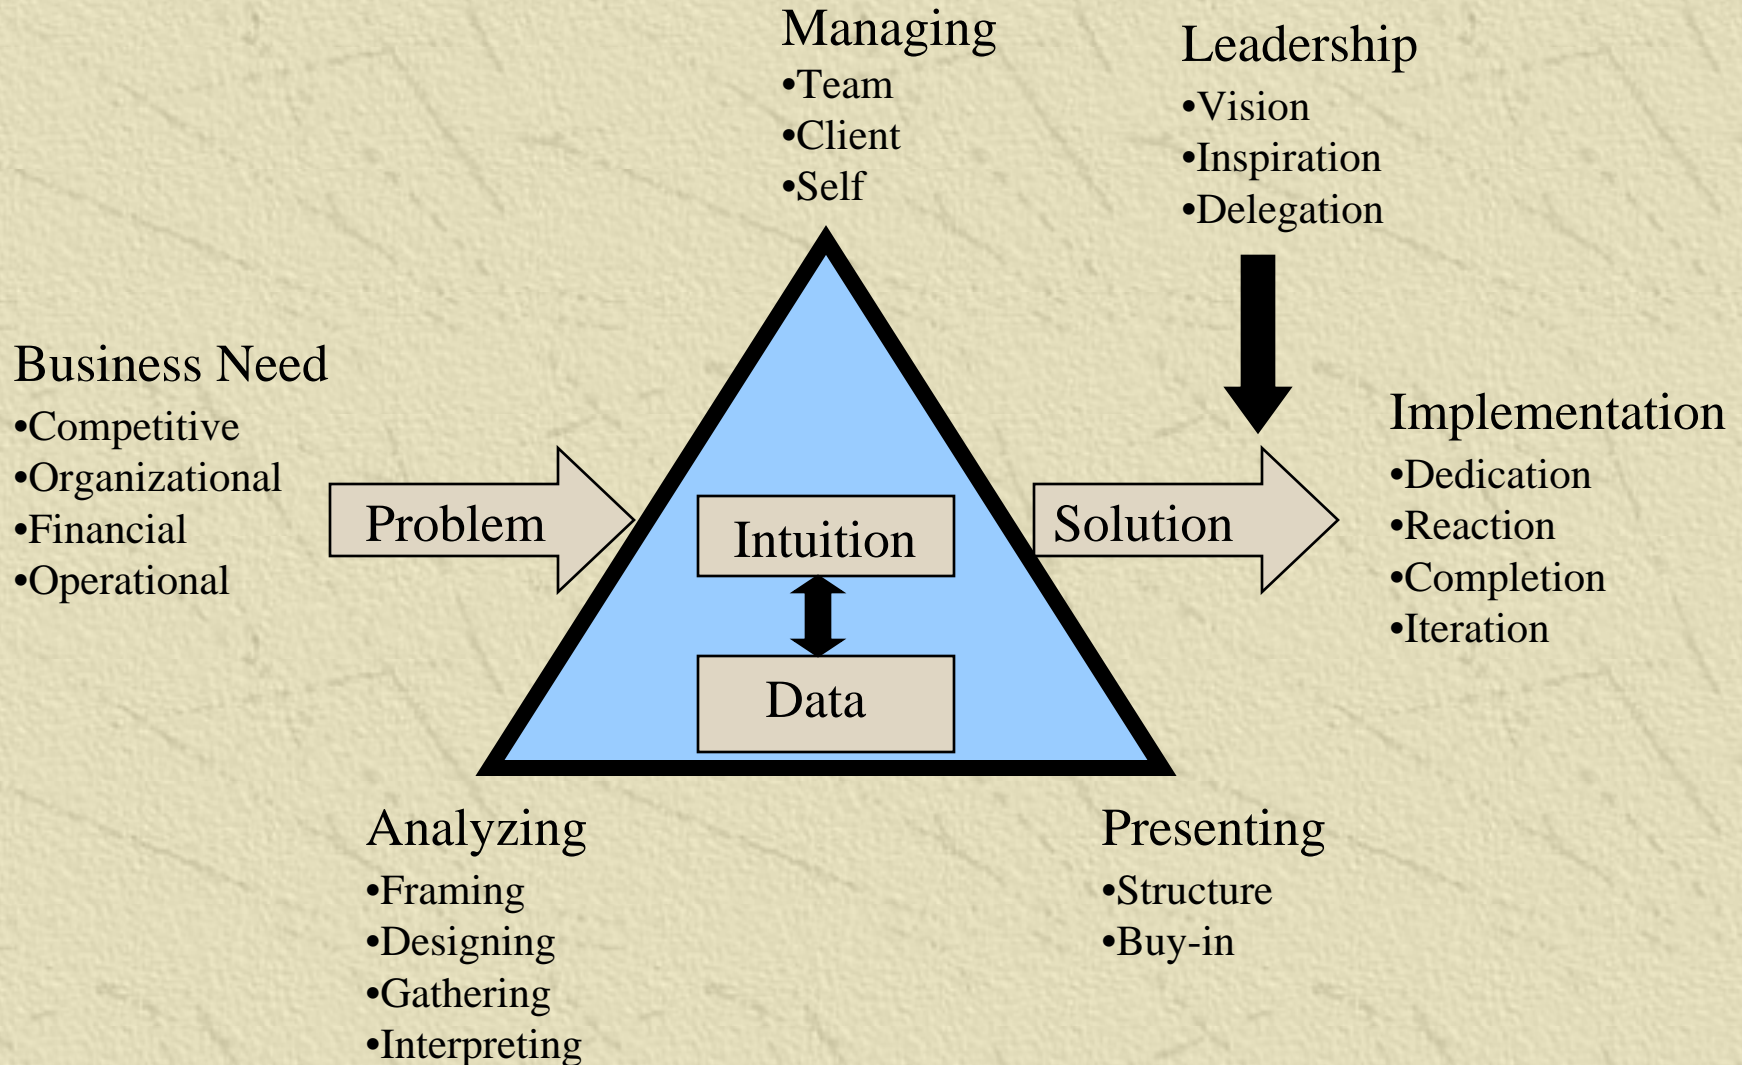 Managing
•Team
•Client
•Self
Leadership
•Vision
•Inspiration
•Delegation
Business Need
•Competitive
•Organizational
•Financial
•Operational
Problem
Intuition
Data
Solution
Implementation
•Dedication
•Reaction
•Completion
•Iteration
Analyzing
•Framing
•Designing
•Gathering
•Interpreting
Presenting
•Structure
•Buy-in